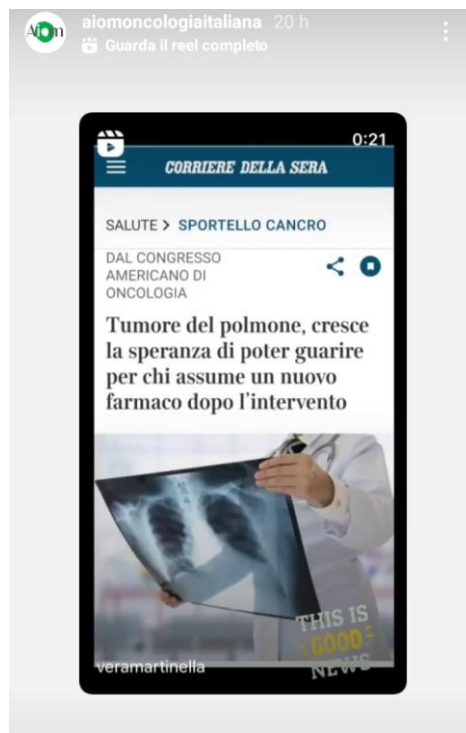 Aiom
aiomoncologiaitaliana 20 h
Guarda il reel completo
0:21
CORRIERE DELLA SERA
SALUTE > SPORTELLO CANCRO
DAL CONGRESSO
AMERICANO DI
ONCOLOGIA
Tumore del polmone, cresce
la speranza di poter guarire
per chi assume un nuovo
farmaco dopo l'intervento
THIS IS
GOOD
NEWS
veramartinella